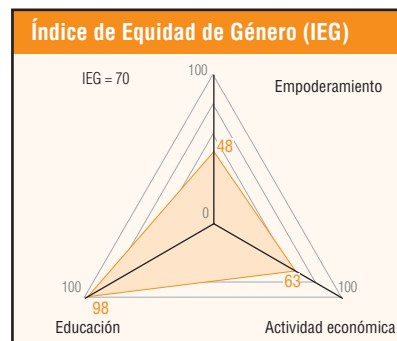 Índice de Equidad de Género (IEG)
IEG = 70
100
Empoderamiento
48
0
63
100
100
98
Educación
Actividad económica